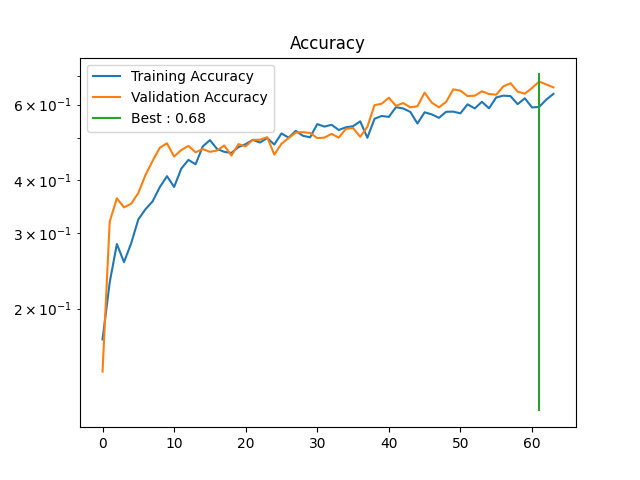 Accuracy
Training Accuracy
Validation Accuracy
Best : 0.68
6 × 10⁻¹
4 × 10⁻¹
3 × 10⁻¹
2 × 10⁻¹
0 10 20 30 40 50 60